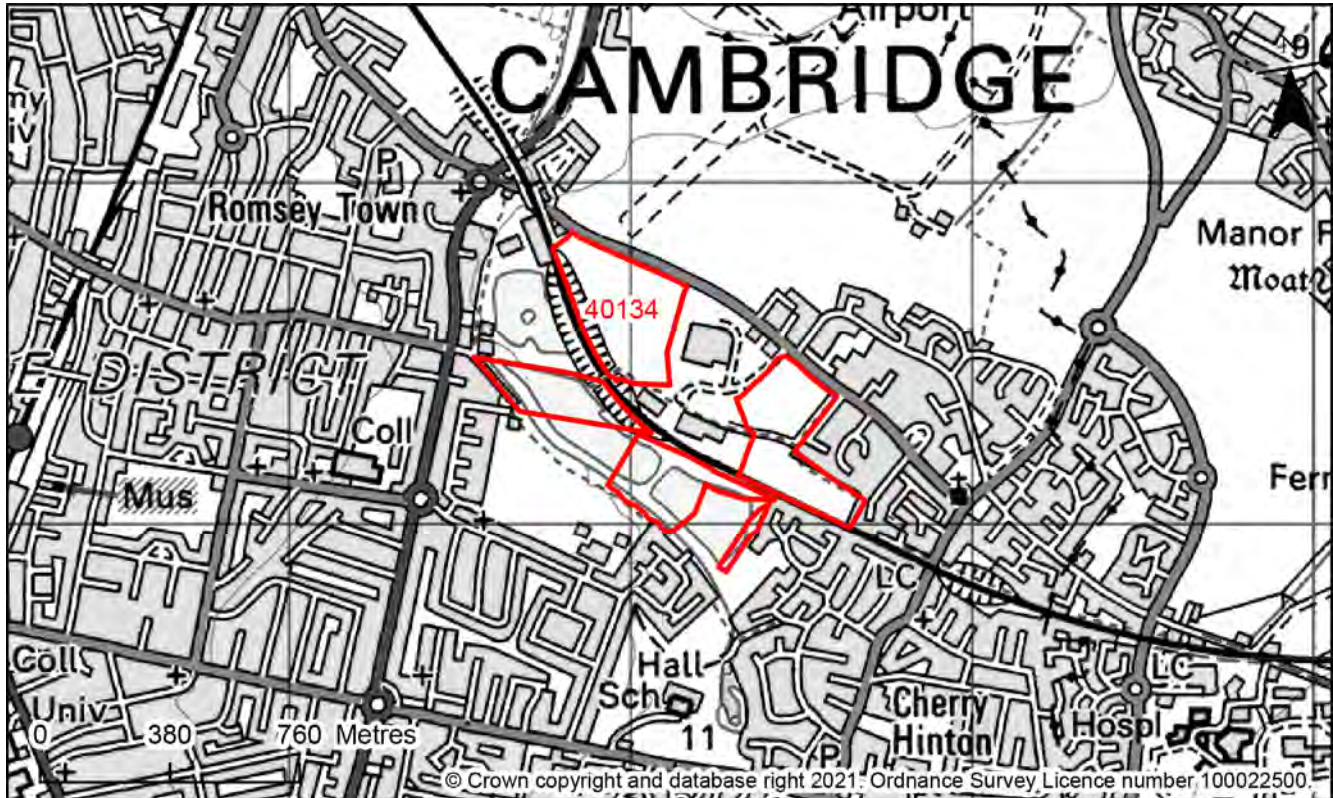 Airport
CAMBRIDGE
P
Romsey Town
Manor F
Moat
40134
E DISTRICT
Coll
Mus
Ferr
LC
Hall
Sch
Coll
Univ
11
Cherry
Hinton
LC
Hospl
P
0 380 760 Metres
© Crown copyright and database right 2021. Ordnance Survey Licence number 100022500